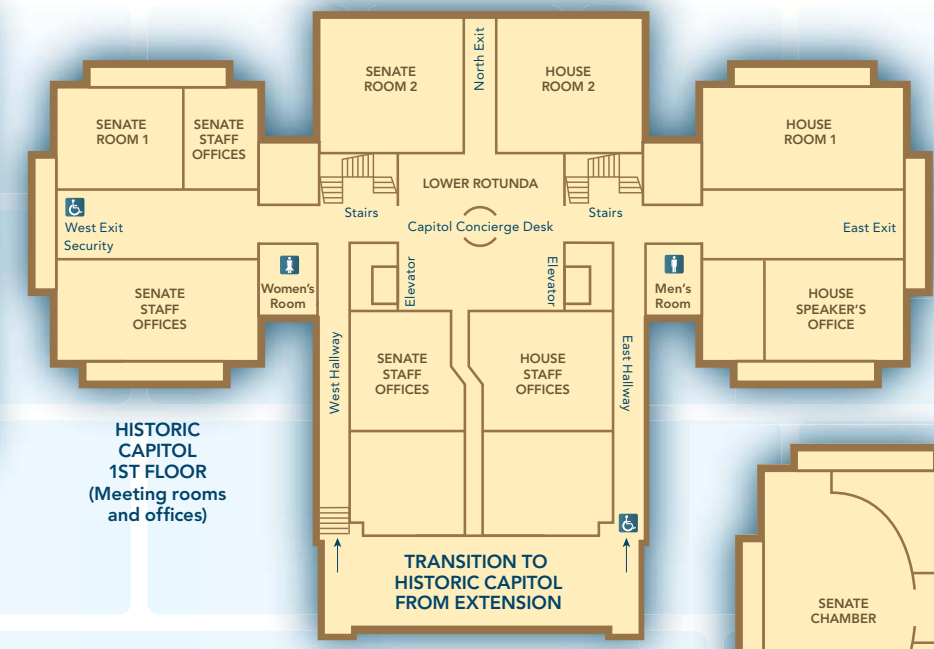 North Exit
SENATE
ROOM 2
HOUSE
ROOM 2
SENATE
ROOM 1
SENATE
STAFF
OFFICES
HOUSE
ROOM 1
LOWER ROTUNDA
Stairs
Stairs
Capitol Concierge Desk
West Exit
Security
East Exit
Elevator
Elevator
Women's
Room
Men's
Room
SENATE
STAFF
OFFICES
HOUSE
SPEAKER'S
OFFICE
West Hallway
SENATE
STAFF
OFFICES
HOUSE
STAFF
OFFICES
East Hallway
HISTORIC
CAPITOL
1ST FLOOR
(Meeting rooms
and offices)
TRANSITION TO
HISTORIC CAPITOL
FROM EXTENSION
SENATE
CHAMBER